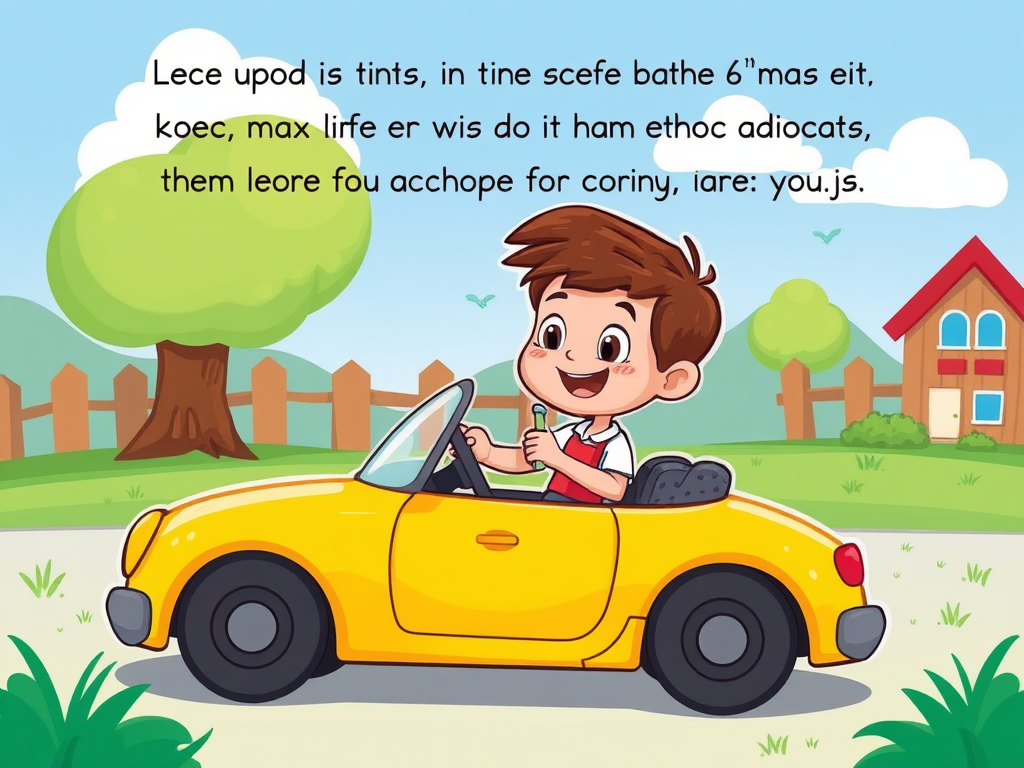 Lece upod is tints, in tine scefe bathe 6"mas eit,
koec, max lirfe er wis do it ham ethoc adiocats,
them leore fou acchope for coriny, iare: you.js.